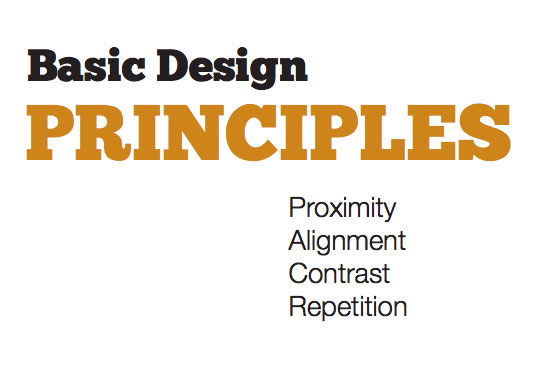 Basic Design
PRINCIPLES
Proximity
Alignment
Contrast
Repetition